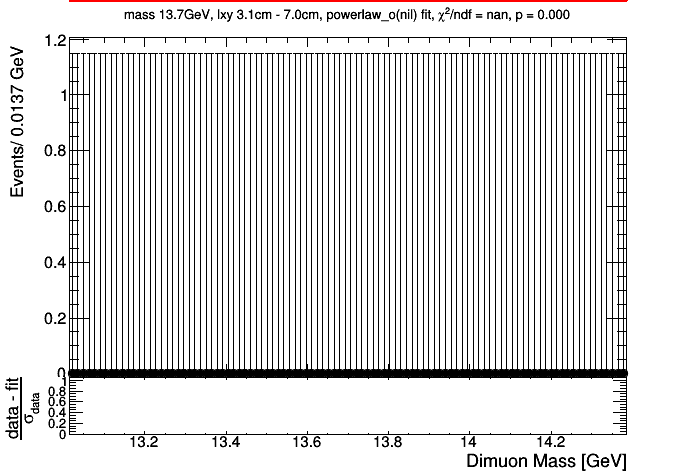 mass 13.7GeV, lxy 3.1cm - 7.0cm, powerlaw_o(nil) fit, χ²/ndf = nan, p = 0.000
Events/ 0.0137 GeV
1.2
1
0.8
0.6
0.4
0.2
0
data - fit
σdata
1
0.8
0.6
0.4
0.2
0
13.2 13.4 13.6 13.8 14 14.2
Dimuon Mass [GeV]